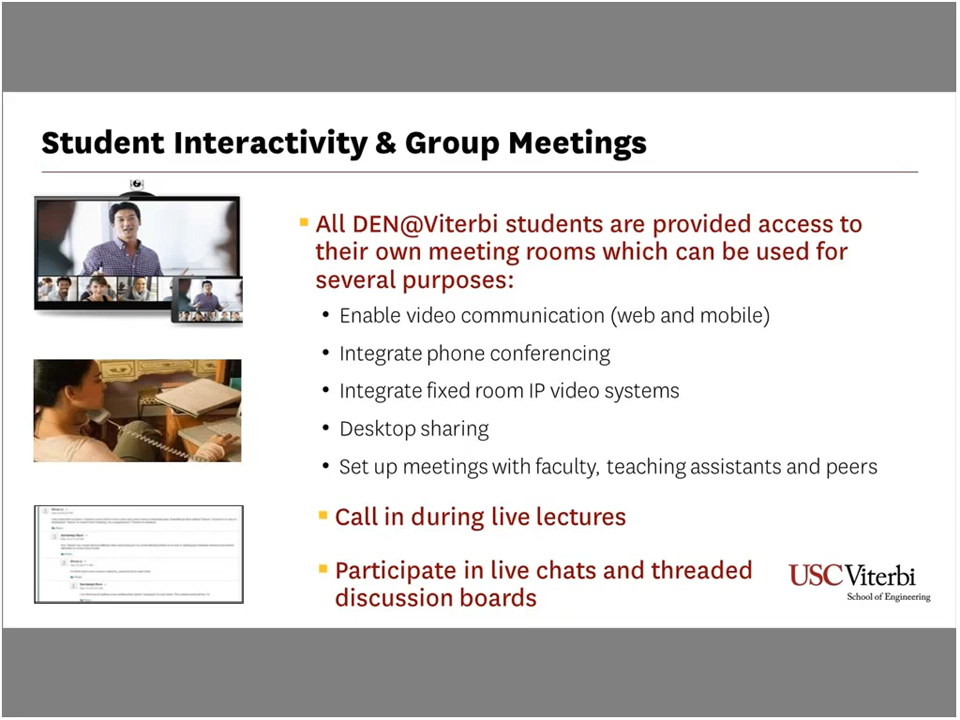 Student Interactivity & Group Meetings
All DEN@Viterbi students are provided access to
their own meeting rooms which can be used for
several purposes:
• Enable video communication (web and mobile)
• Integrate phone conferencing
• Integrate fixed room IP video systems
• Desktop sharing
• Set up meetings with faculty, teaching assistants and peers
Call in during live lectures
Participate in live chats and threaded
discussion boards
USC Viterbi
School of Engineering